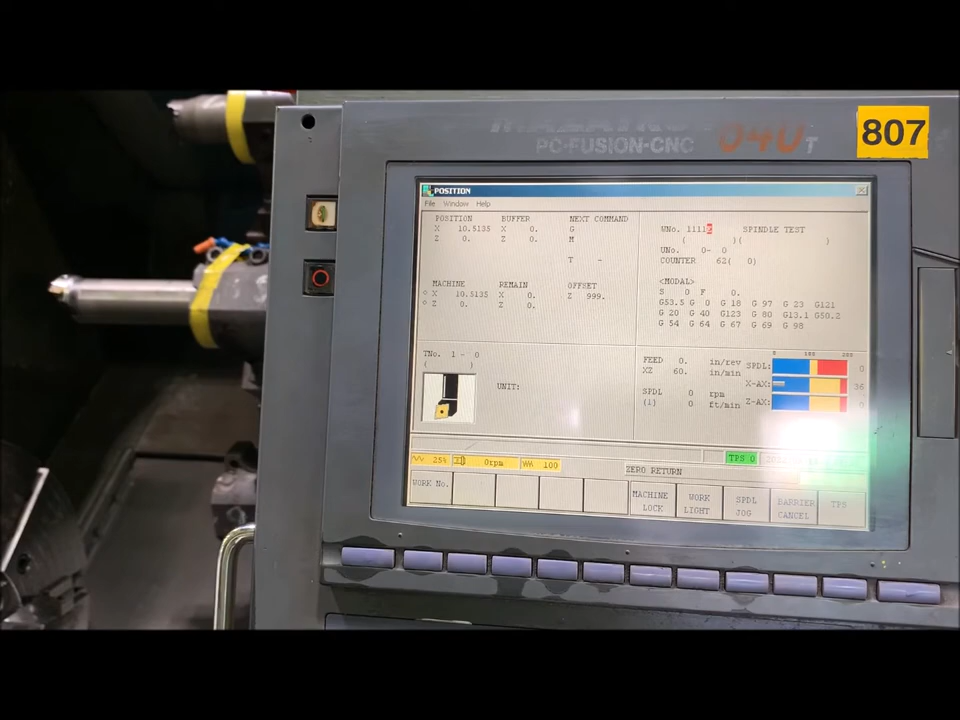 MAZATROL 640 T
PC-FUSION-CNC
807
POSITION
File Window Help
POSITION BUFFER NEXT COMMAND
X 10.5135 X 0. G
Z 0. Z 0. M
T -
WNo. SPINDLE TEST
( )( )
UNo. 0- 0
COUNTER 62( 0)
MACHINE REMAIN OFFSET
X 10.5135 X 0. Z 999.
Z 0. Z 0.
<MODAL>
S 0 F 0.
G53.5 G 0 G 18 G 97 G 23 G121
G 20 G 40 G123 G 80 G13.1 G50.2
G 54 G 64 G 67 G 69 G 98
TNo. 1 - 0
( )
UNIT:
FEED 0. in/rev
XZ 60. in/min
SPDL 0 rpm
(1) 0 ft/min
0 100 200
SPDL: 0
X-AX: 36
Z-AX: 0
TPS 0
25% 0rpm 100
ZERO RETURN
WORK No.
MACHINE LOCK
WORK LIGHT
SPDL JOG
BARRIER CANCEL
TPS